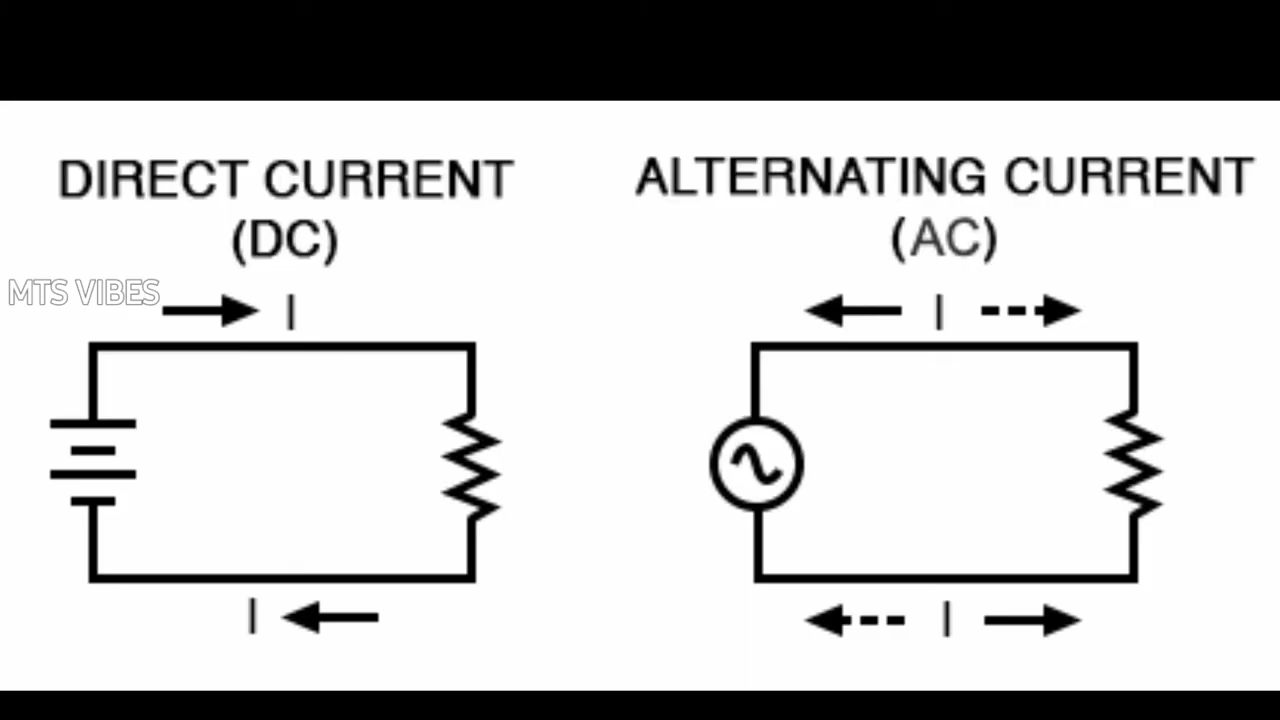 DIRECT CURRENT
(DC)
ALTERNATING CURRENT
(AC)
MTS VIBES
I
I
I
I